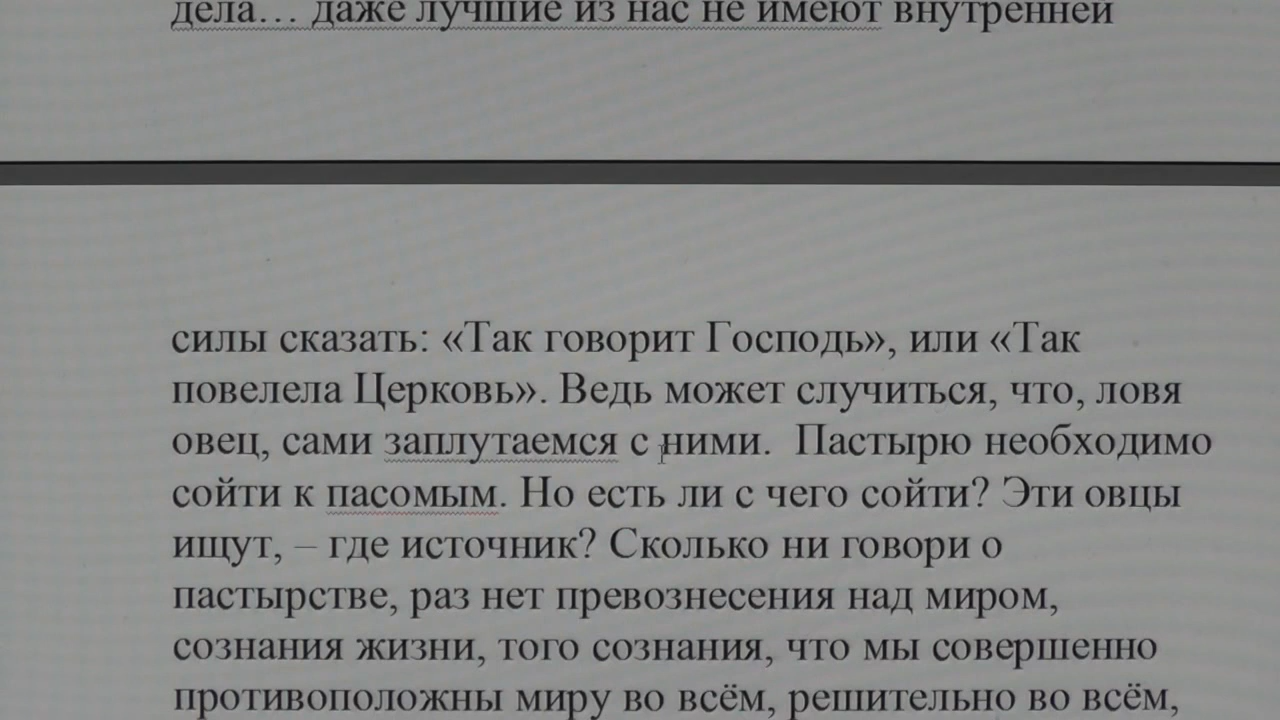 дела… даже лучшие из нас не имеют внутренней
силы сказать: «Так говорит Господь», или «Так
повелела Церковь». Ведь может случиться, что, ловя
овец, сами заплутаемся с ними. Пастырю необходимо
сойти к пасомым. Но есть ли с чего сойти? Эти овцы
ищут, – где источник? Сколько ни говори о
пастырстве, раз нет превознесения над миром,
сознания жизни, того сознания, что мы совершенно
противоположны миру во всём, решительно во всём,